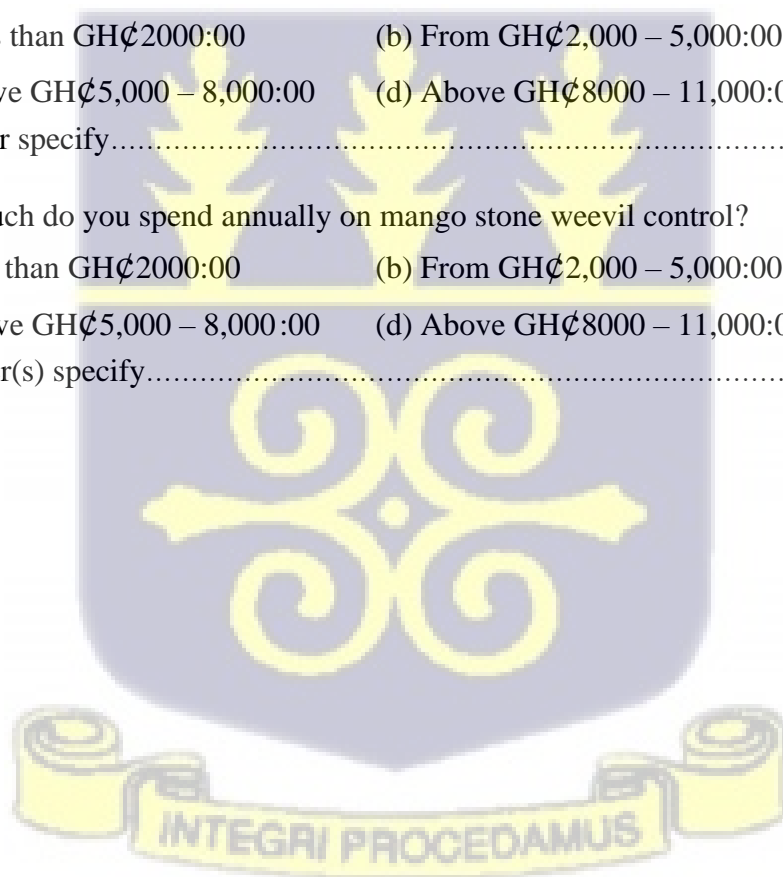 s than GH₵2000:00 (b) From GH₵2,000 – 5,000:00
ve GH₵5,000 – 8,000:00 (d) Above GH₵8000 – 11,000:0
r specify......................................................................................
uch do you spend annually on mango stone weevil control?
than GH₵2000:00 (b) From GH₵2,000 – 5,000:00
ve GH₵5,000 – 8,000:00 (d) Above GH₵8000 – 11,000:0
r(s) specify..................................................................................
INTEGRI PROCEDAMUS